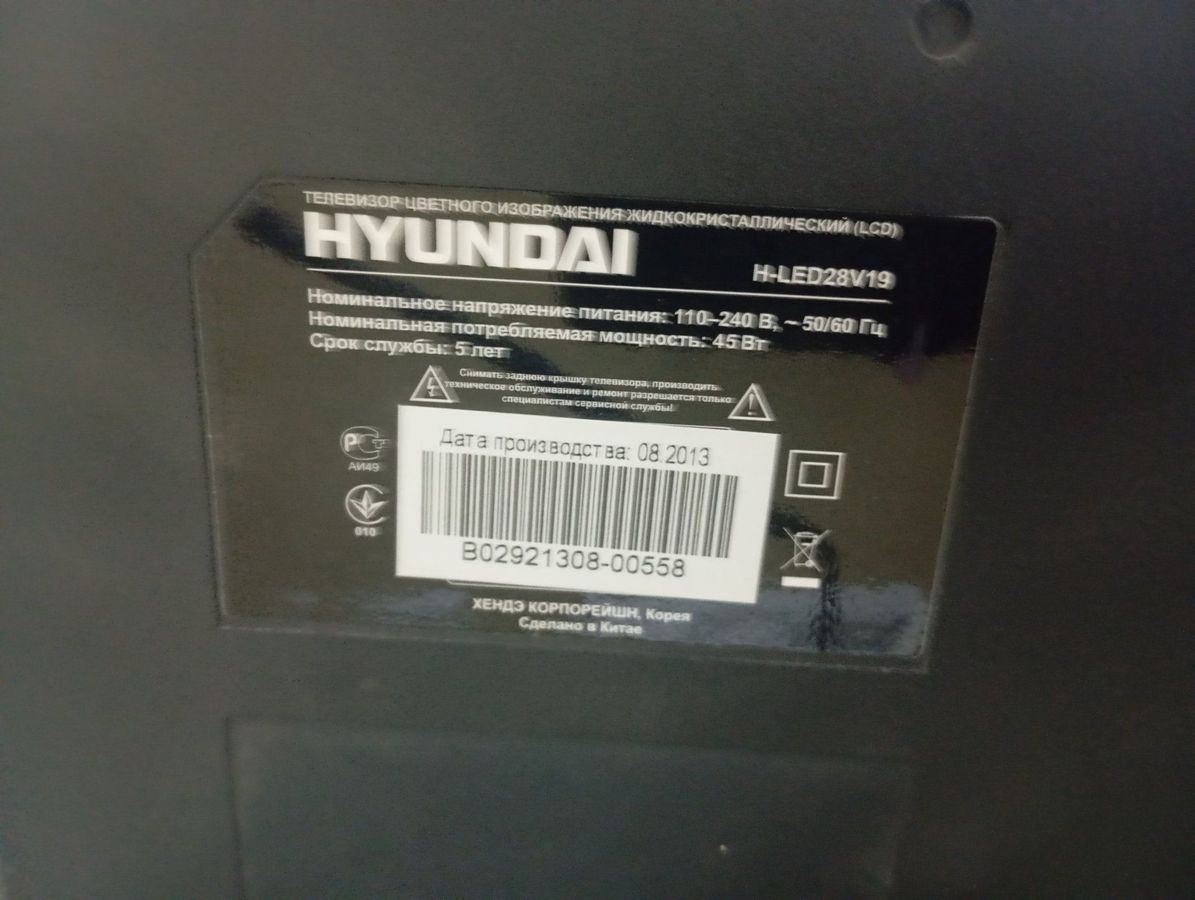 ТЕЛЕВИЗОР ЦВЕТНОГО ИЗОБРАЖЕНИЯ ЖИДКОКРИСТАЛЛИЧЕСКИЙ (LCD)
HYUNDAI
H-LED28V19
Номинальное напряжение питания: 110–240 В, ~ 50/60 Гц
Номинальная потребляемая мощность: 45 Вт
Срок службы: 5 лет
Снимать заднюю крышку телевизора, производить
техническое обслуживание и ремонт разрешается только
специалистам сервисной службы!
Дата производства: 08.2013
АИ49
010
B02921308-00558
ХЕНДЭ КОРПОРЕЙШН, Корея
Сделано в Китае